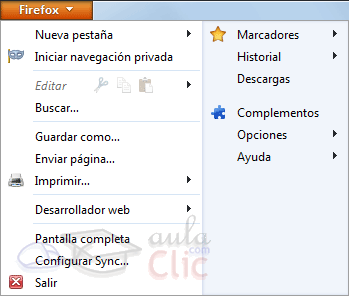 Firefox
Nueva pestaña
Iniciar navegación privada
Editar
Buscar...
Guardar como...
Enviar página...
Imprimir...
Desarrollador web
Pantalla completa
Configurar Sync...
Salir
Marcadores
Historial
Descargas
Complementos
Opciones
Ayuda
aula
.com
Clic